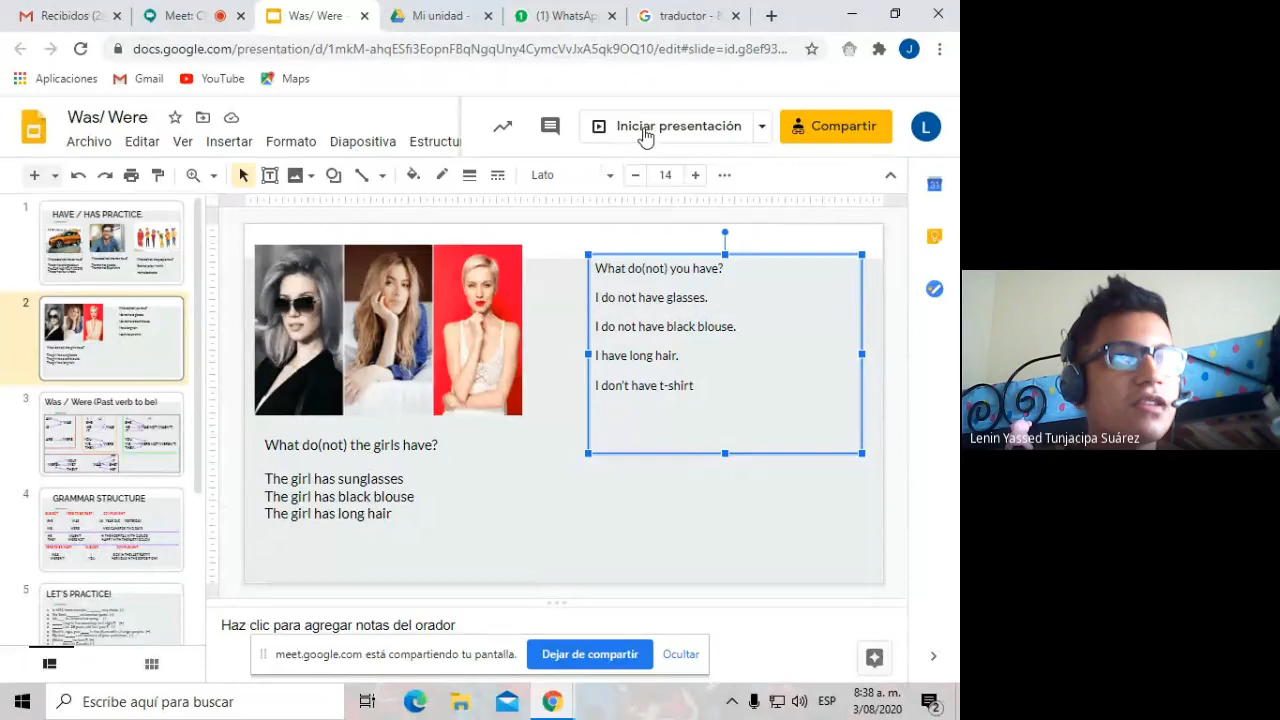 Meet: C
Was/ Were
Mi unidad -
(1) WhatsAp
traductor - B
docs.google.com/presentation/d/1mkM-ahqESfi3EopnFBqNgqUny4CymcVvJxA5qk9OQ10/edit#slide=id.g8ef93...
J
Aplicaciones
Gmail
YouTube
Maps
Was/ Were
Archivo Editar Ver Insertar Formato Diapositiva Estructu
Iniciar presentación
Compartir
L
Lato
14
1
HAVE / HAS PRACTICE.
2
3
Was / Were (Past verb to be)
4
GRAMMAR STRUCTURE
5
LET'S PRACTICE!
What do(not) the girls have?
The girl has sunglasses
The girl has black blouse
The girl has long hair
What do(not) you have?
I do not have glasses.
I do not have black blouse.
I have long hair.
I don't have t-shirt
Haz clic para agregar notas del orador
meet.google.com está compartiendo tu pantalla.
Dejar de compartir
Ocultar
Escribe aquí para buscar
ESP
8:38 a. m.
3/08/2020
2
Lenin Yassed Tunjacipa Suárez